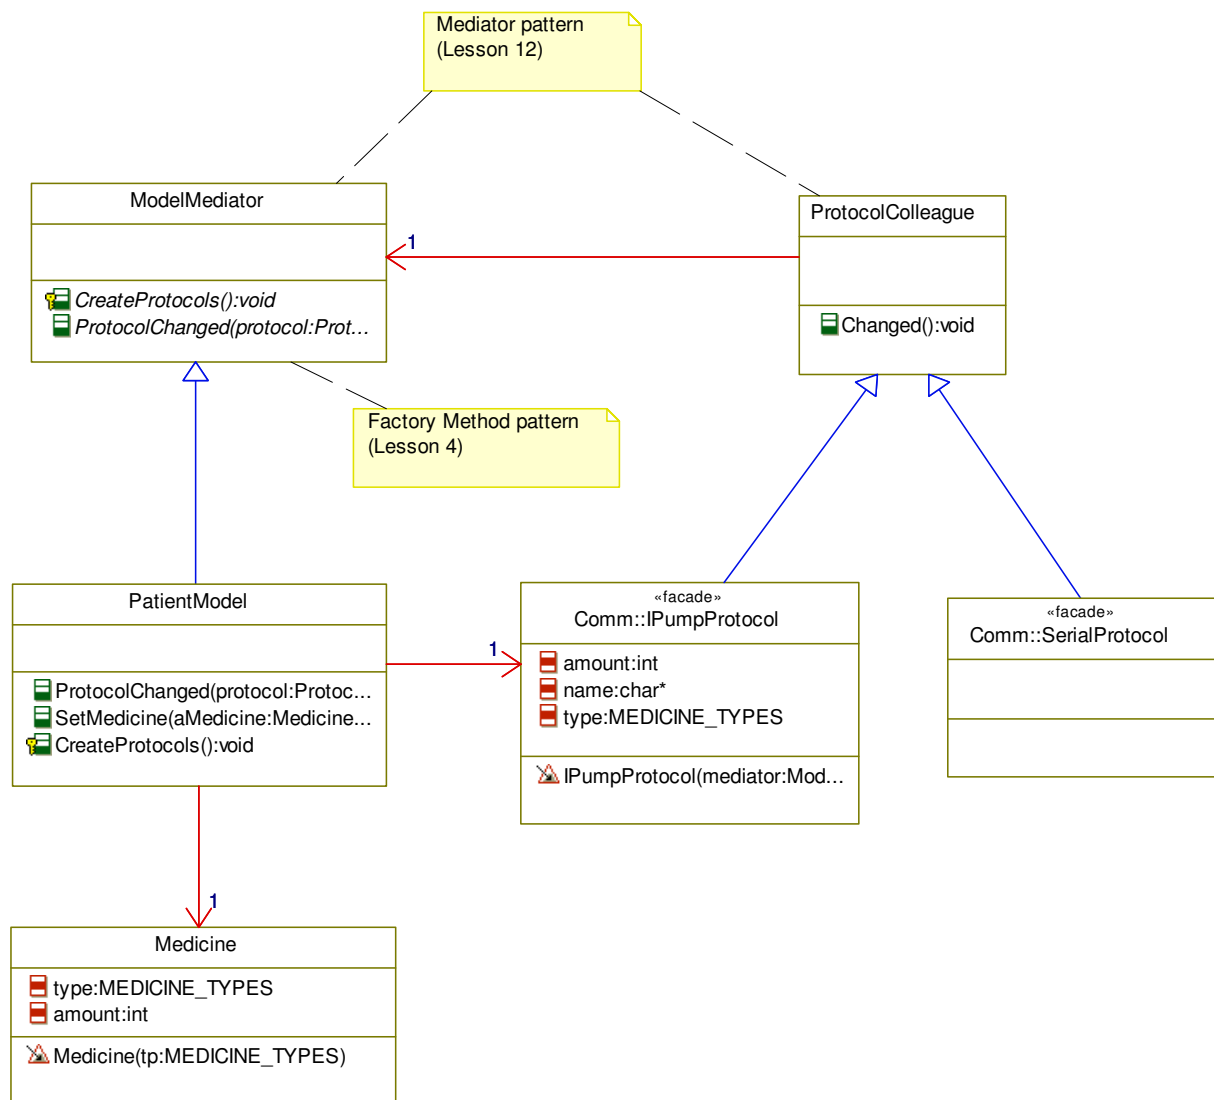 Mediator pattern
(Lesson 12)
ModelMediator
CreateProtocols():void
ProtocolChanged(protocol:Prot...
1
ProtocolColleague
Changed():void
Factory Method pattern
(Lesson 4)
PatientModel
ProtocolChanged(protocol:Protoc...
SetMedicine(aMedicine:Medicine...
CreateProtocols():void
1
«facade»
Comm::IPumpProtocol
amount:int
name:char*
type:MEDICINE_TYPES
IPumpProtocol(mediator:Mod...
«facade»
Comm::SerialProtocol
1
Medicine
type:MEDICINE_TYPES
amount:int
Medicine(tp:MEDICINE_TYPES)